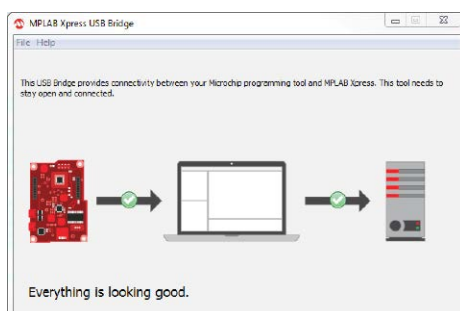 MPLAB Xpress USB Bridge
File Help
This USB Bridge provides connectivity between your Microchip programming tool and MPLAB Xpress. This tool needs to
stay open and connected.
Everything is looking good.